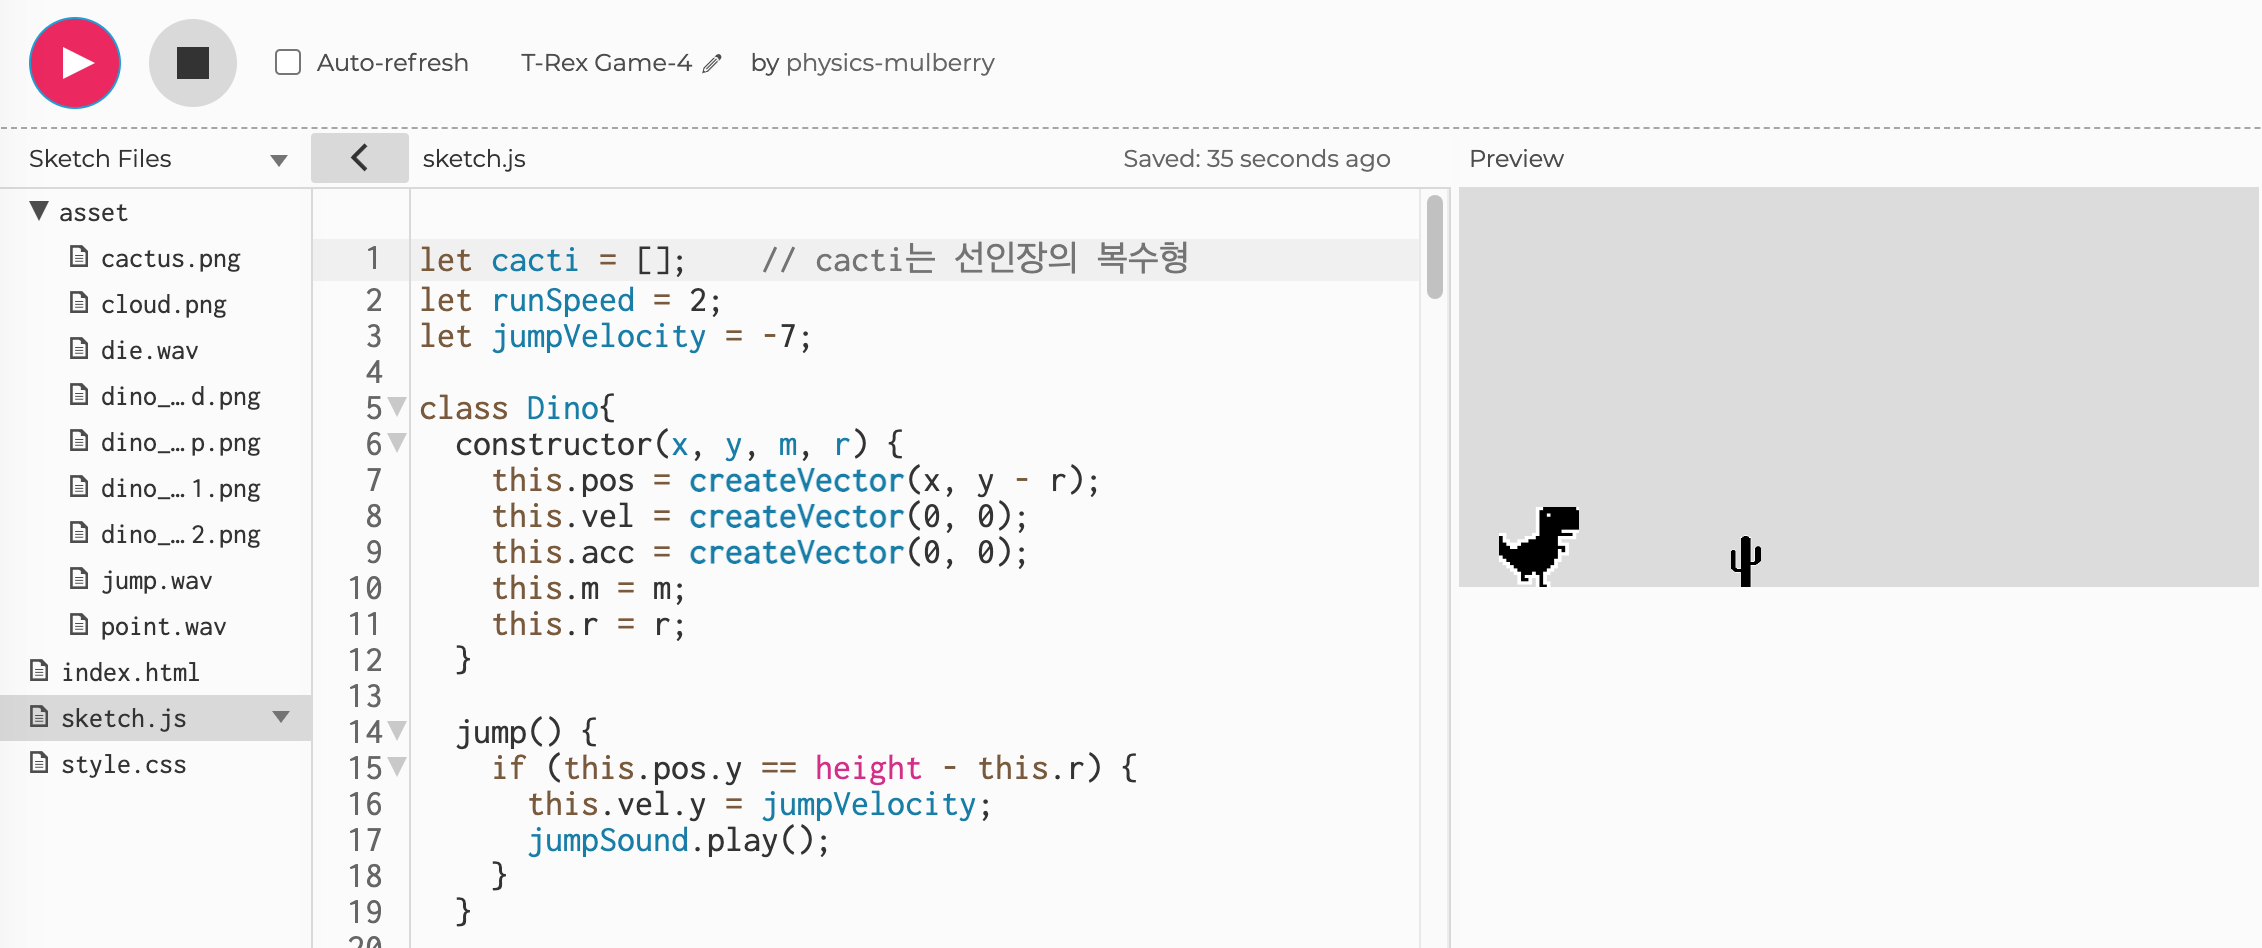 Auto-refresh T-Rex Game-4 by physics-mulberry
Sketch Files
sketch.js Saved: 35 seconds ago
Preview
asset
cactus.png
cloud.png
die.wav
dino_… d.png
dino_… p.png
dino_… 1.png
dino_… 2.png
jump.wav
point.wav
index.html
sketch.js
style.css
1 let cacti = []; // cacti는 선인장의 복수형
2 let runSpeed = 2;
3 let jumpVelocity = -7;
4
5 class Dino{
6 constructor(x, y, m, r) {
7 this.pos = createVector(x, y - r);
8 this.vel = createVector(0, 0);
9 this.acc = createVector(0, 0);
10 this.m = m;
11 this.r = r;
12 }
13
14 jump() {
15 if (this.pos.y == height - this.r) {
16 this.vel.y = jumpVelocity;
17 jumpSound.play();
18 }
19 }
20